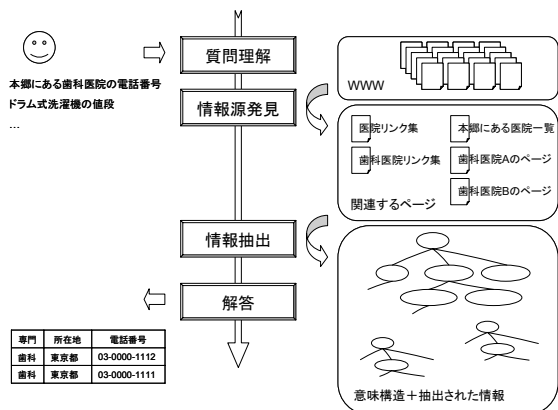 質問理解
本郷にある歯科医院の電話番号
ドラム式洗濯機の値段
…
WWW
情報源発見
医院リンク集
本郷にある医院一覧
歯科医院リンク集
歯科医院Aのページ
歯科医院Bのページ
関連するページ
情報抽出
解答
専門 所在地 電話番号
歯科 東京都 03-0000-1112
歯科 東京都 03-0000-1111
意味構造+抽出された情報